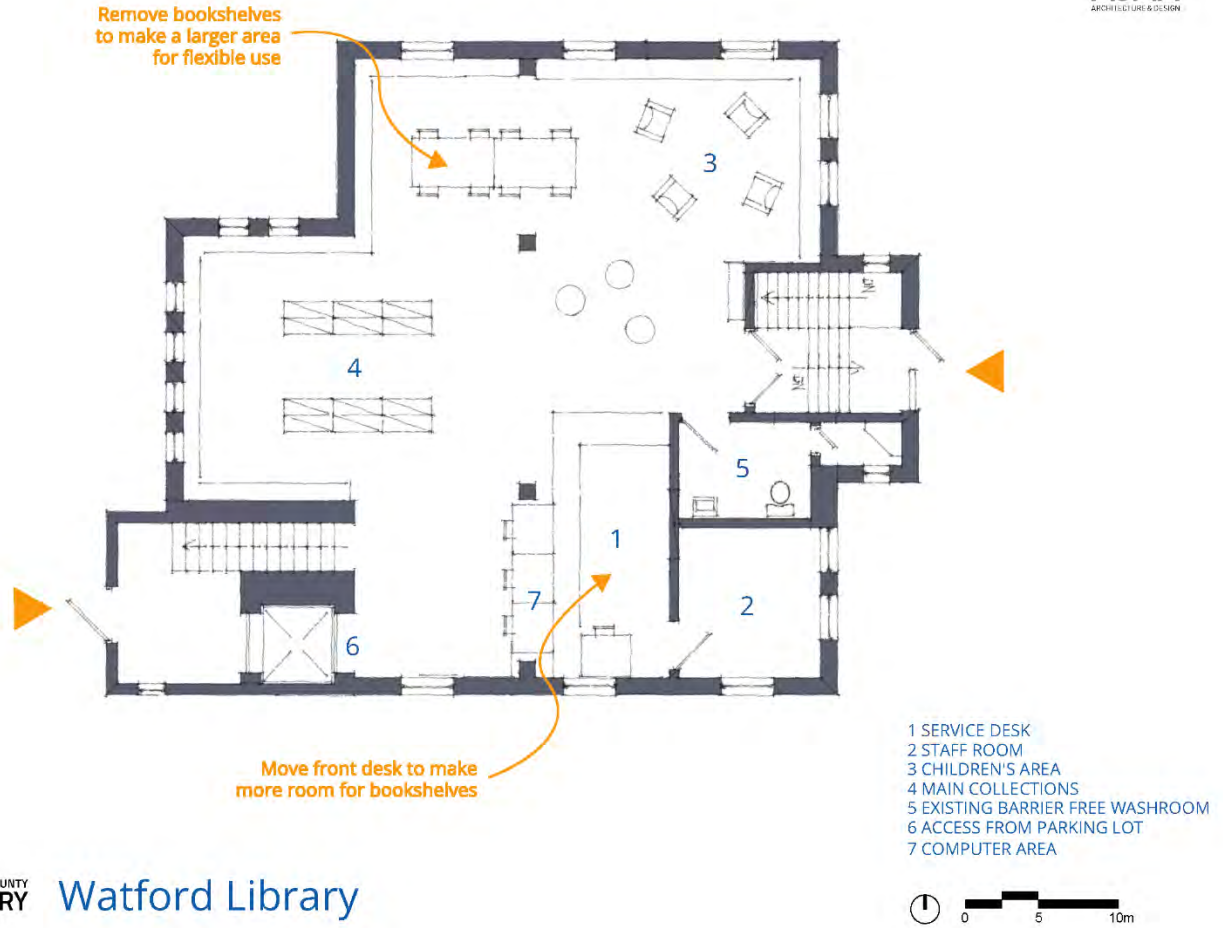 ARCHITECTURE & DESIGN
Remove bookshelves
to make a larger area
for flexible use
3
4
5
1
2
7
6
Move front desk to make
more room for bookshelves
1 SERVICE DESK
2 STAFF ROOM
3 CHILDREN'S AREA
4 MAIN COLLECTIONS
5 EXISTING BARRIER FREE WASHROOM
6 ACCESS FROM PARKING LOT
7 COMPUTER AREA
Watford Library
0 5 10m